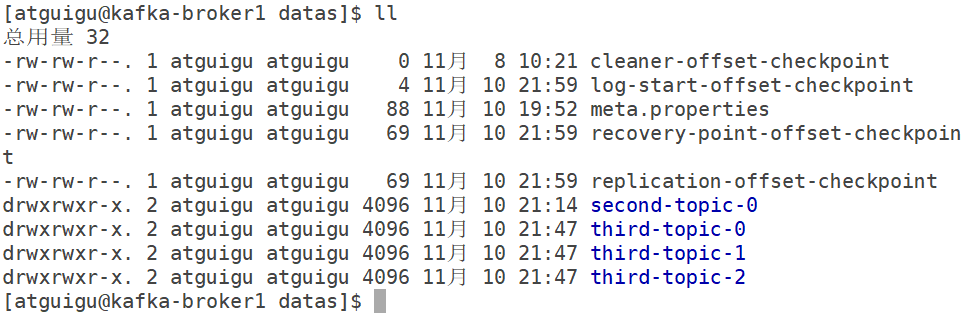 [atguigu@kafka-broker1 datas]$ ll
总用量 32
-rw-rw-r--. 1 atguigu atguigu    0 11月  8 10:21 cleaner-offset-checkpoint
-rw-rw-r--. 1 atguigu atguigu    4 11月 10 21:59 log-start-offset-checkpoint
-rw-rw-r--. 1 atguigu atguigu   88 11月 10 19:52 meta.properties
-rw-rw-r--. 1 atguigu atguigu   69 11月 10 21:59 recovery-point-offset-checkpoin
t
-rw-rw-r--. 1 atguigu atguigu   69 11月 10 21:59 replication-offset-checkpoint
drwxrwxr-x. 2 atguigu atguigu 4096 11月 10 21:14 second-topic-0
drwxrwxr-x. 2 atguigu atguigu 4096 11月 10 21:47 third-topic-0
drwxrwxr-x. 2 atguigu atguigu 4096 11月 10 21:47 third-topic-1
drwxrwxr-x. 2 atguigu atguigu 4096 11月 10 21:47 third-topic-2
[atguigu@kafka-broker1 datas]$